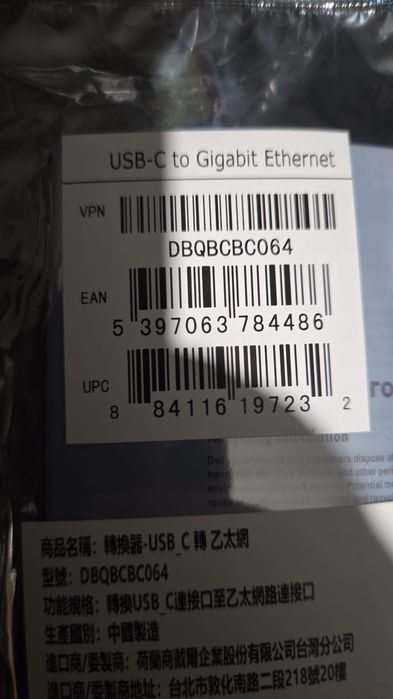 USB-C to Gigabit Ethernet
VPN
DBQBCBC064
EAN
5 397063 784486
UPC
8 84116 19723 2
Recycling information
商品名稱：轉換器-USB_C 轉 乙太網
型號：DBQBCBC064
功能規格：轉換USB_C連接口至乙太網路連接口
生產國別：中國製造
進口商/委製商：荷蘭商戴爾企業股份有限公司台灣分公司
進口商/委製商地址：台北市敦化南路二段218號20樓